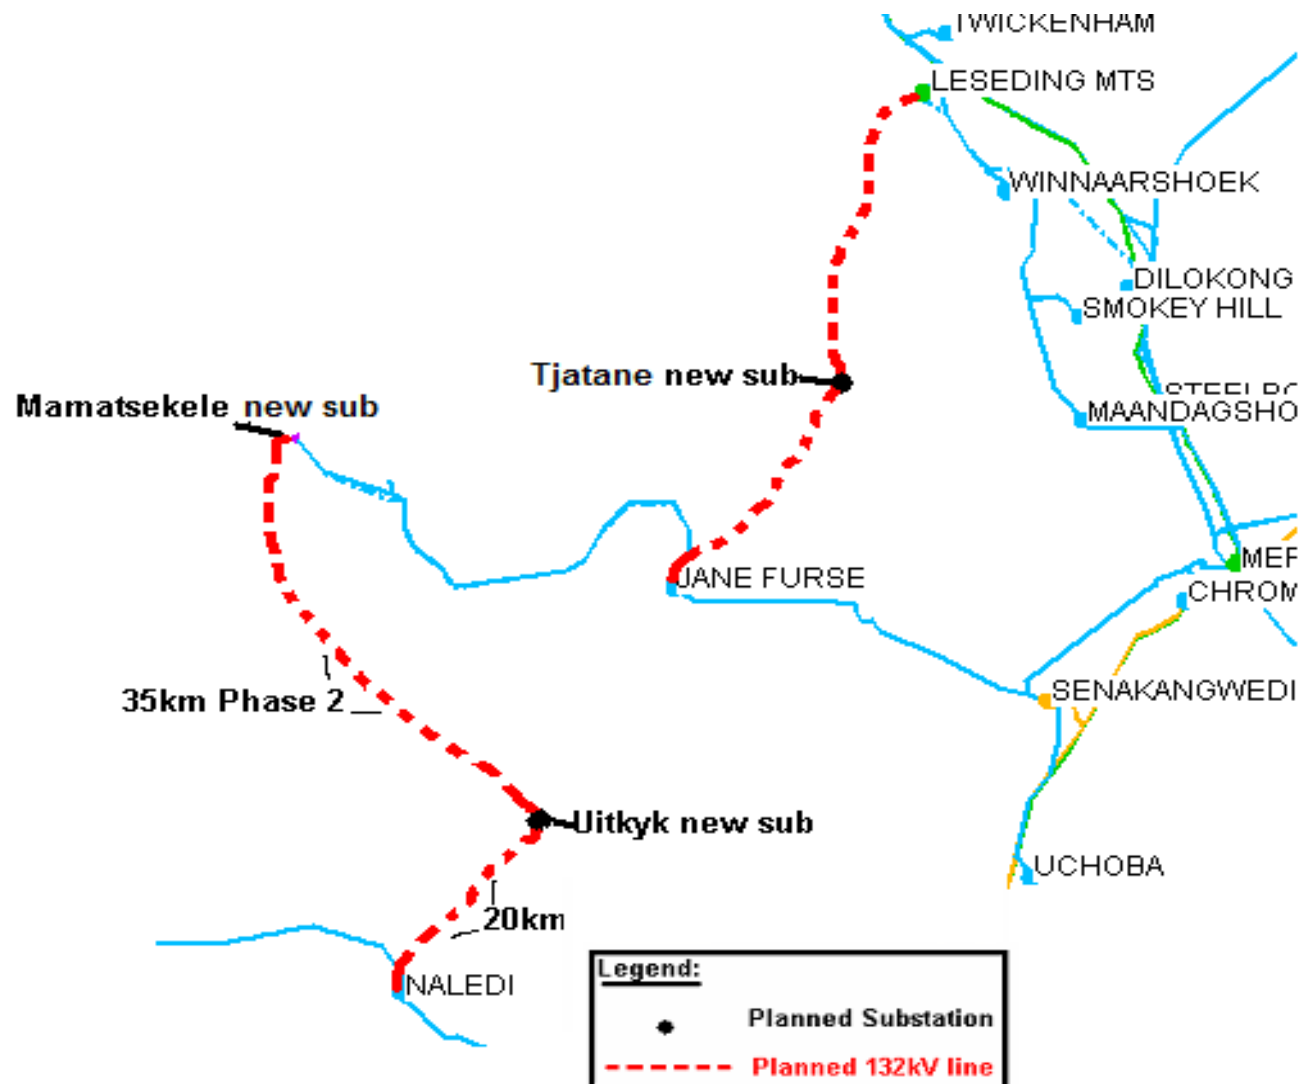 TWICKENHAM
LESEDING MTS
WINNAARSHOEK
DILOKONG
SMOKEY HILL
Tjatane new sub
MAANDAGSHO
Mamatsekele new sub
MER
JANE FURSE
CHROM
SENAKANGWEDI
35km Phase 2
Uitkyk new sub
UCHOBA
20km
NALEDI
Legend:
Planned Substation
Planned 132kV line